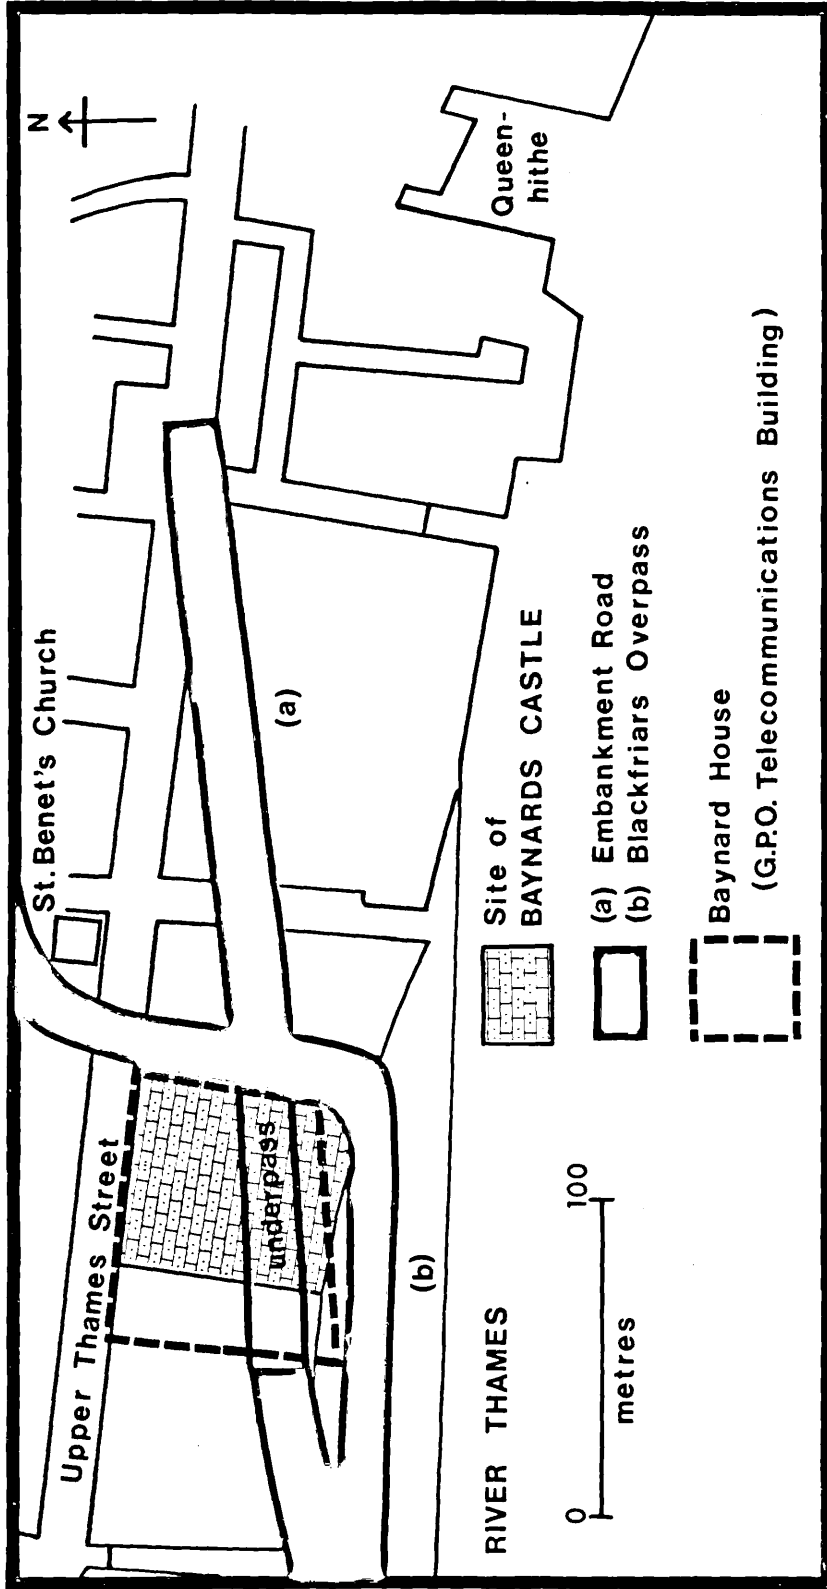 N
St. Benet's Church
Upper Thames Street
underpass
(a)
(b)
Queen-
hithe
RIVER THAMES
0 100
metres
Site of
BAYNARDS CASTLE
(a) Embankment Road
(b) Blackfriars Overpass
Baynard House
(G.P.O. Telecommunications Building)